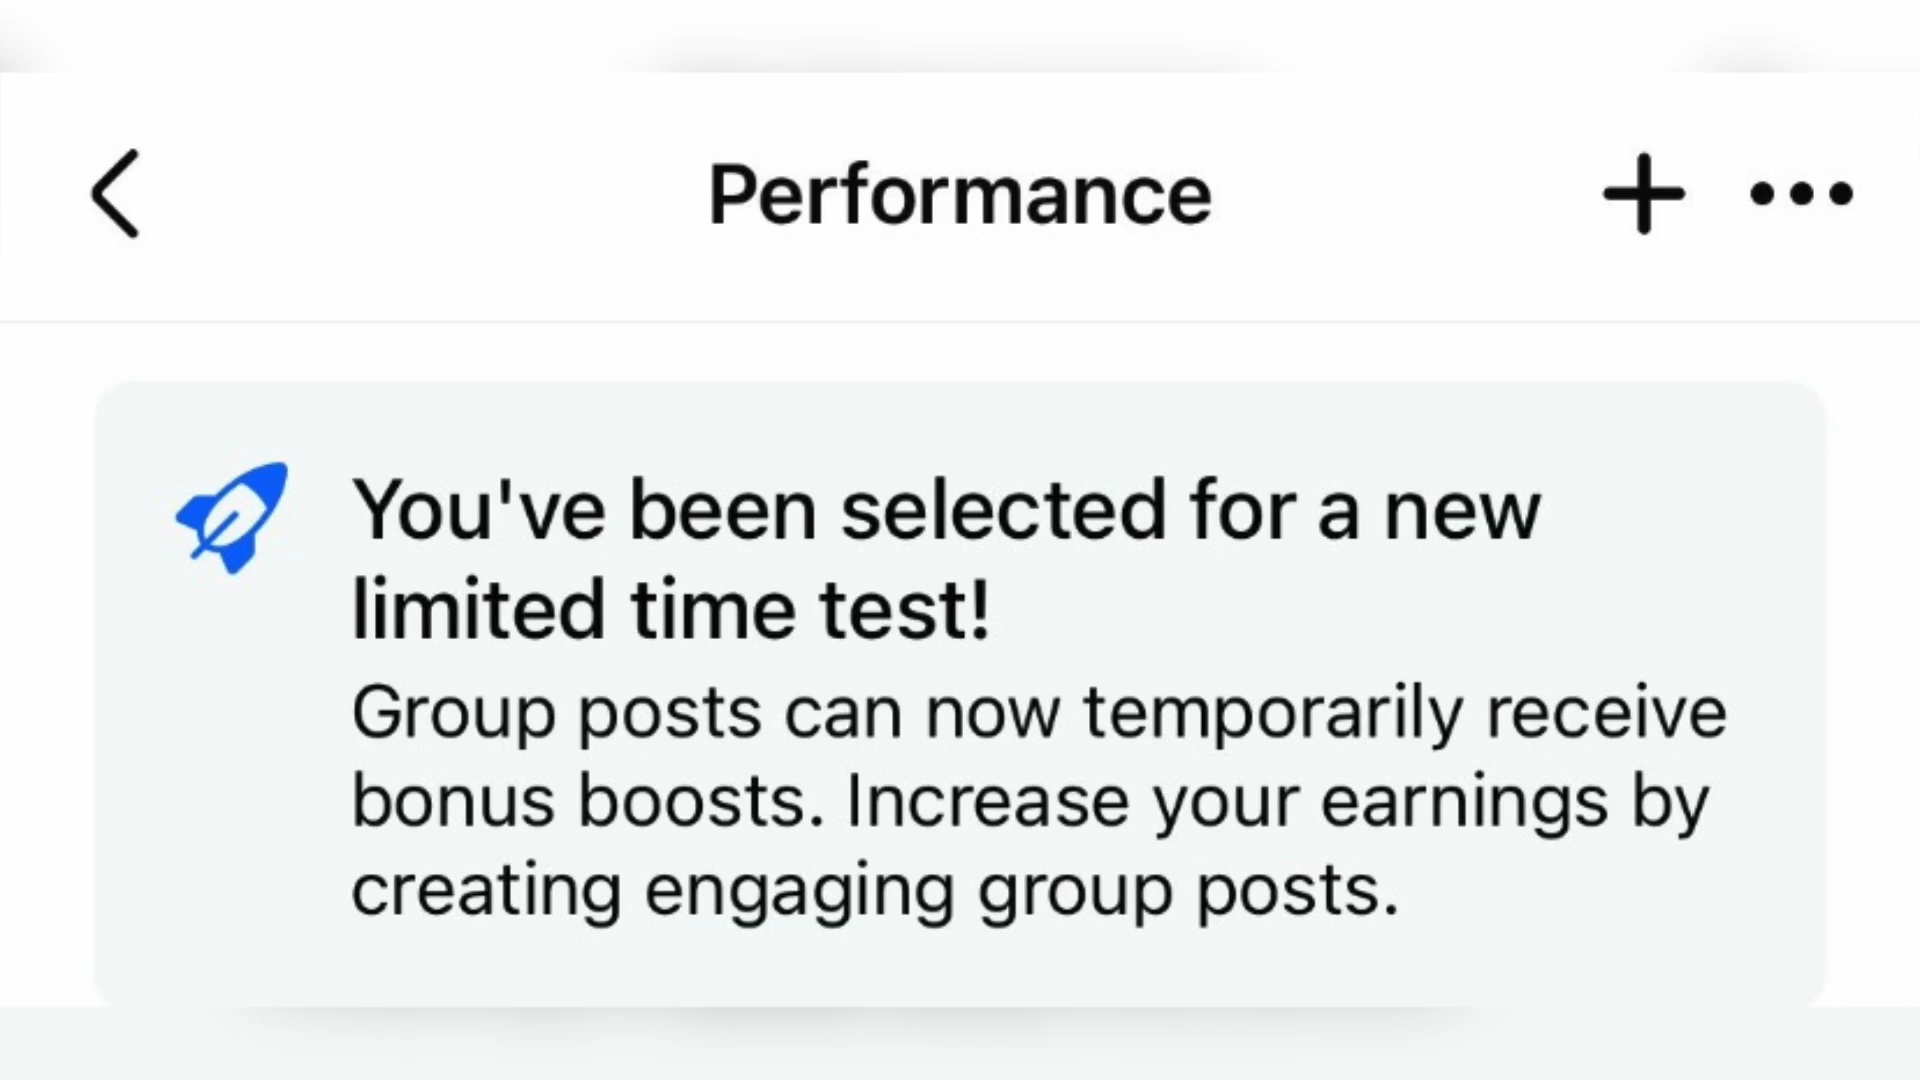 Performance
You've been selected for a new
limited time test!
Group posts can now temporarily receive
bonus boosts. Increase your earnings by
creating engaging group posts.